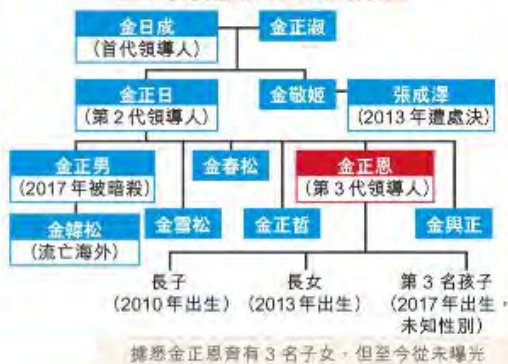 金日成
(首代領導人)
金正淑
金正日
(第2代領導人)
金敬姬
張成澤
(2013年遭處決)
金正男
(2017年被暗殺)
金春松
金正恩
(第3代領導人)
金韓松
(流亡海外)
金雪松
金正哲
金與正
長子
(2010年出生)
長女
(2013年出生)
第3名孩子
(2017年出生,
未知性別)
據悉金正恩育有3名子女,但至今從未曝光